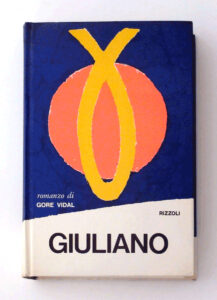 romanzo di
GORE VIDAL
RIZZOLI
GIULIANO